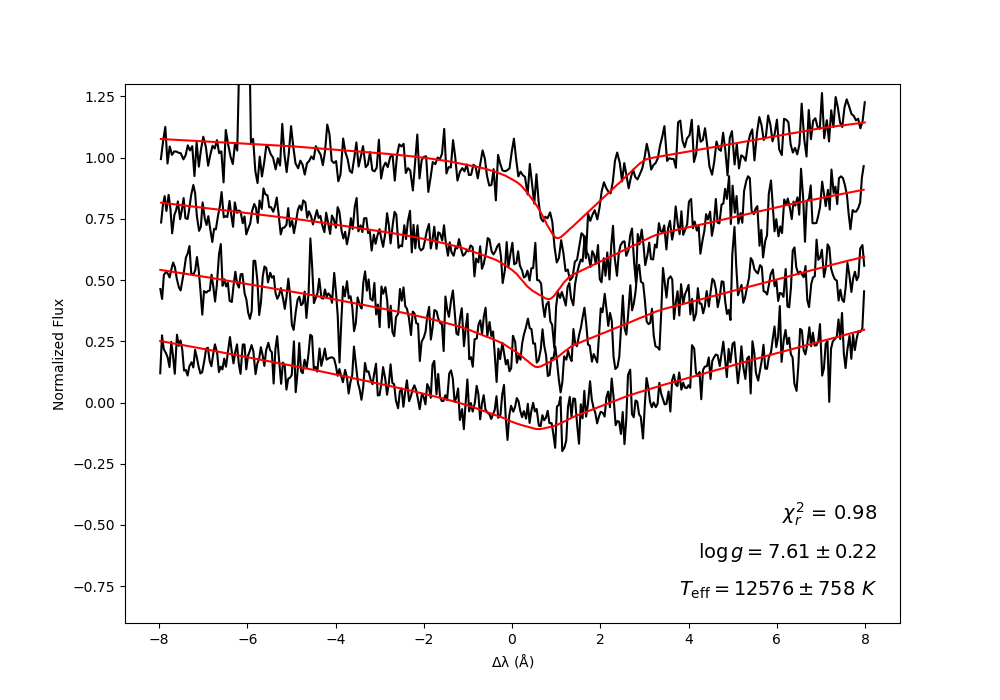 1.25
1.00
0.75
0.50
0.25
0.00
−0.25
−0.50
−0.75
Normalized Flux
χ²ᵣ = 0.98
log g = 7.61 ± 0.22
T_eff = 12576 ± 758 K
−8 −6 −4 −2 0 2 4 6 8
Δλ (Å)